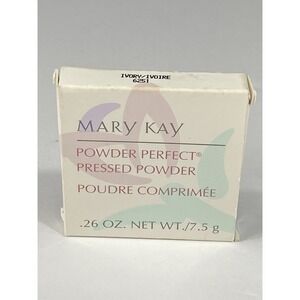 IVORY/IVOIRE
6251
MARY KAY
POWDER PERFECT®
PRESSED POWDER
POUDRE COMPRIMÉE
.26 OZ. NET WT./7.5 g